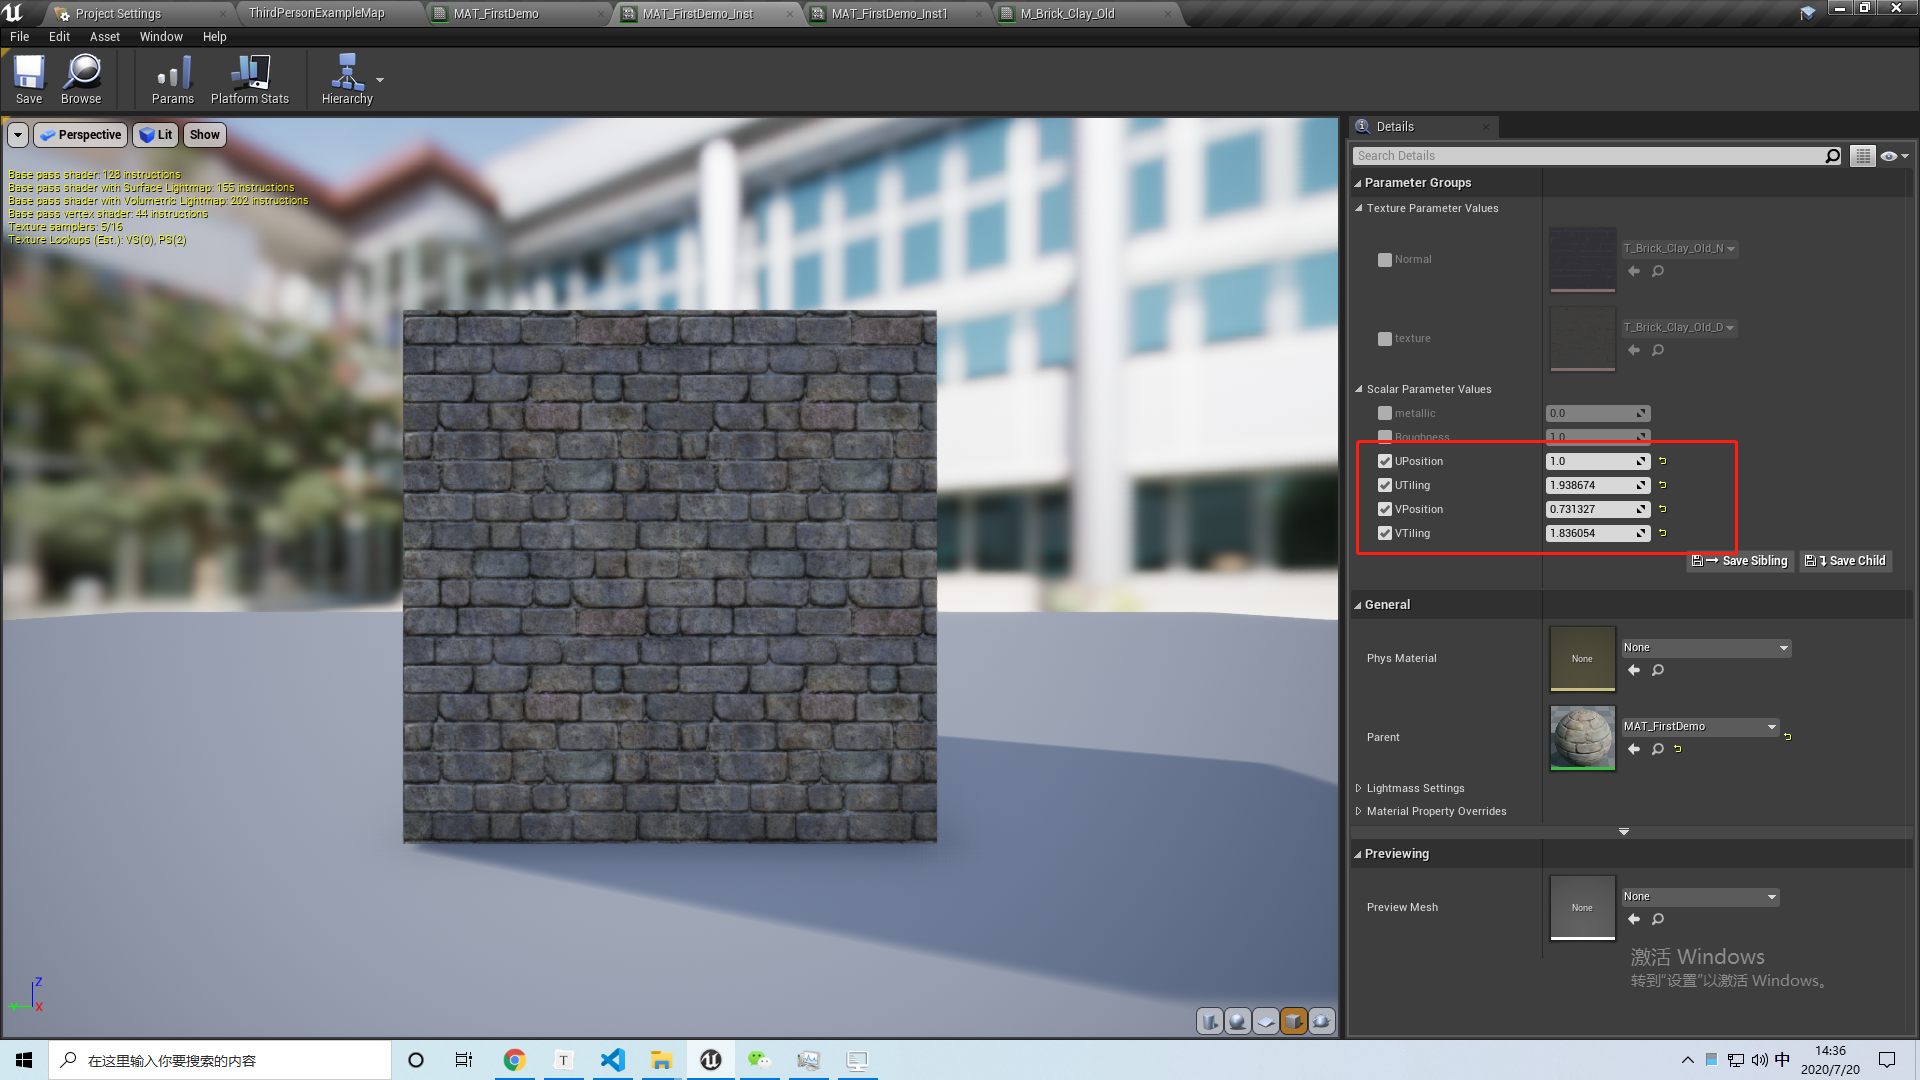 Project Settings
ThirdPersonExampleMap
MAT_FirstDemo
MAT_FirstDemo_Inst
MAT_FirstDemo_Inst1
M_Brick_Clay_Old
File Edit Asset Window Help
Save Browse Params Platform Stats Hierarchy
Perspective Lit Show
Base pass shader: 128 instructions
Base pass shader with Surface Lightmap: 155 instructions
Base pass shader with Volumetric Lightmap: 202 instructions
Base pass vertex shader: 44 instructions
Texture samplers: 5/16
Texture Lookups (Est.): VS(0), PS(2)
Z
Y
X
Details
Search Details
Parameter Groups
Texture Parameter Values
Normal T_Brick_Clay_Old_N
texture T_Brick_Clay_Old_D
Scalar Parameter Values
metallic 0.0
Roughness 1.0
UPosition 1.0
UTiling 1.938674
VPosition 0.731327
VTiling 1.836054
Save Sibling Save Child
General
Phys Material None None
Parent MAT_FirstDemo
Lightmass Settings
Material Property Overrides
Previewing
Preview Mesh None None
激活 Windows
转到"设置"以激活 Windows。
在这里输入你要搜索的内容
T
中
14:36
2020/7/20